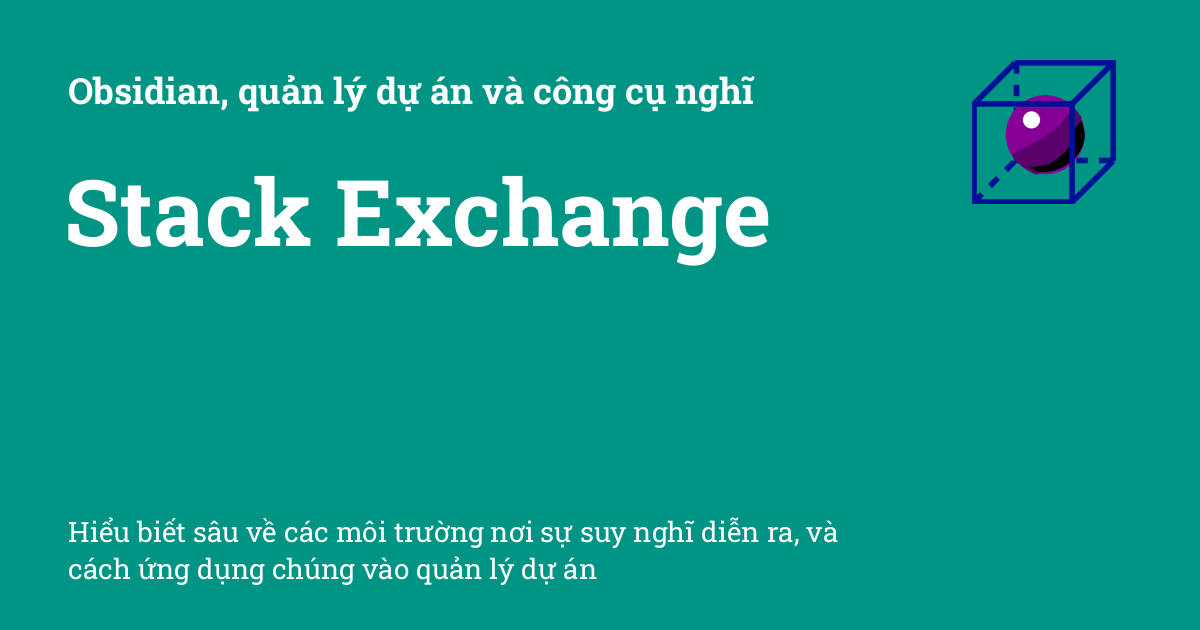 Obsidian, quản lý dự án và công cụ nghĩ
Stack Exchange
Hiểu biết sâu về các môi trường nơi sự suy nghĩ diễn ra, và
cách ứng dụng chúng vào quản lý dự án